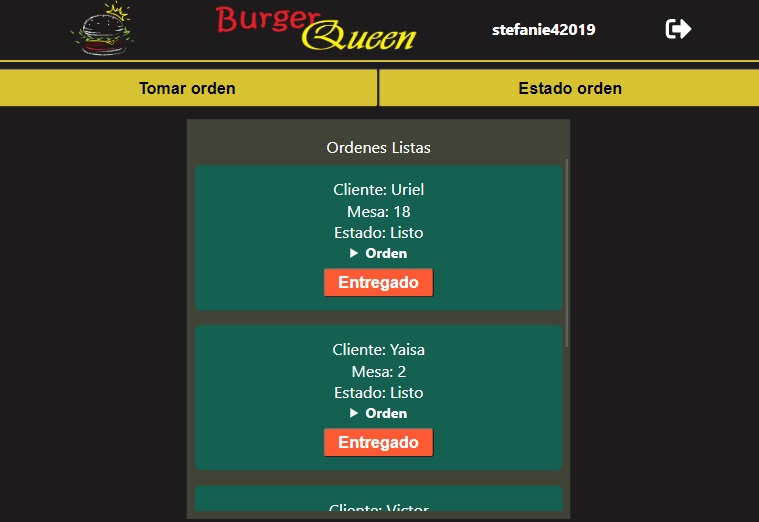 Burger Queen
stefanie42019
Tomar orden
Estado orden
Ordenes Listas
Cliente: Uriel
Mesa: 18
Estado: Listo
Orden
Entregado
Cliente: Yaisa
Mesa: 2
Estado: Listo
Orden
Entregado
Cliente: Victor